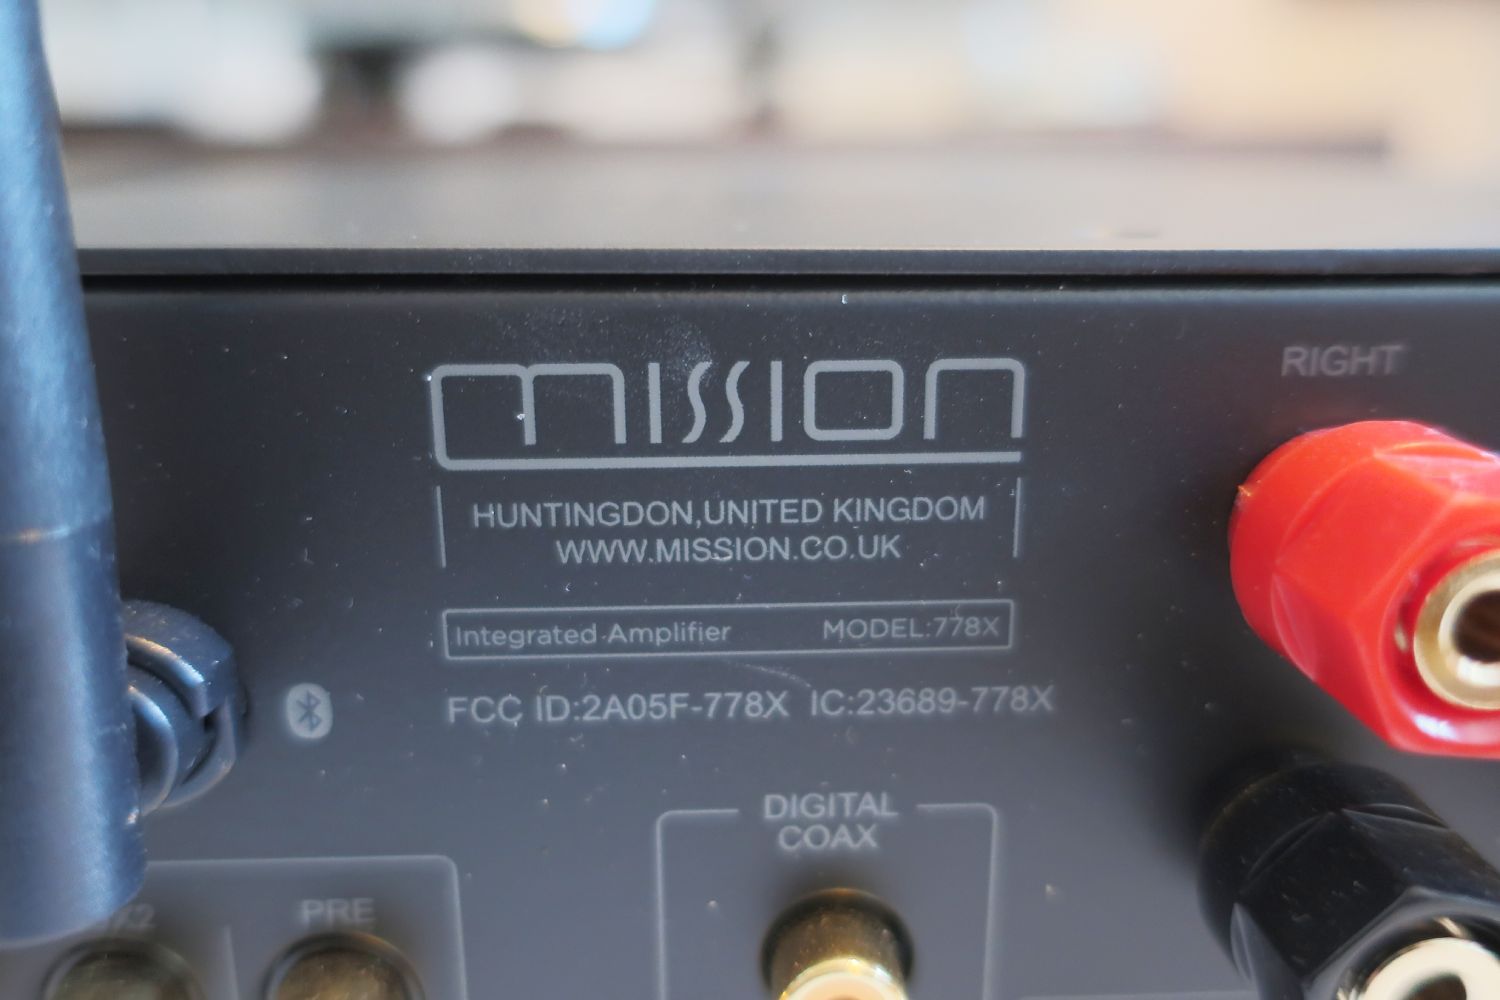 mission
HUNTINGDON,UNITED KINGDOM
WWW.MISSION.CO.UK
Integrated Amplifier MODEL:778X
FCC ID:2A05F-778X IC:23689-778X
RIGHT
DIGITAL
COAX
PRE